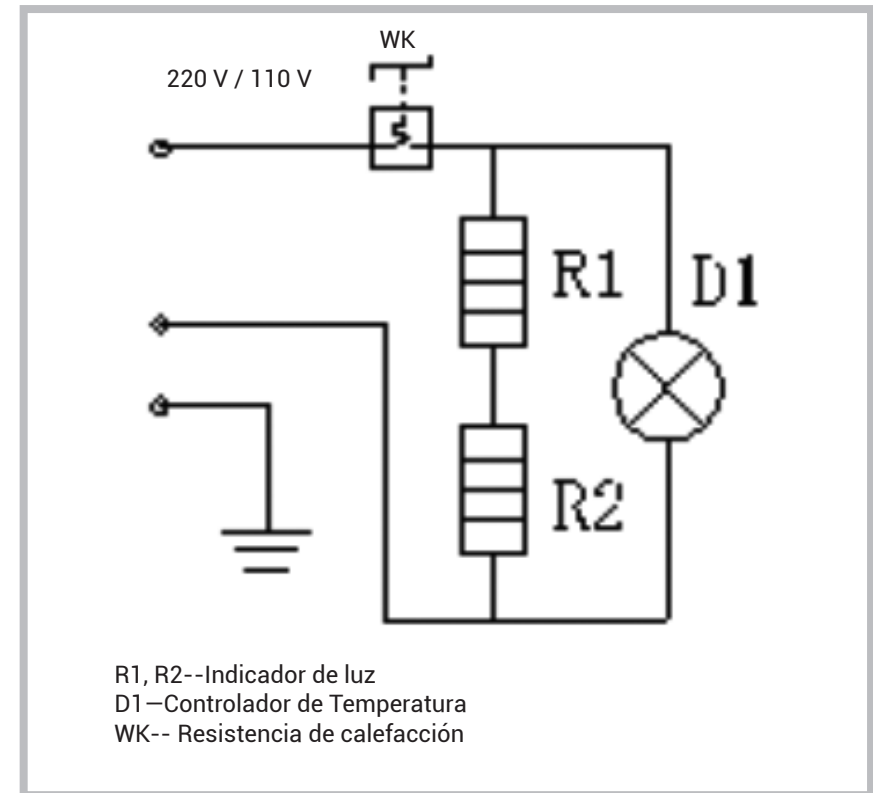 WK
220 V / 110 V
R1
D1
R2
R1, R2--Indicador de luz
D1—Controlador de Temperatura
WK-- Resistencia de calefacción